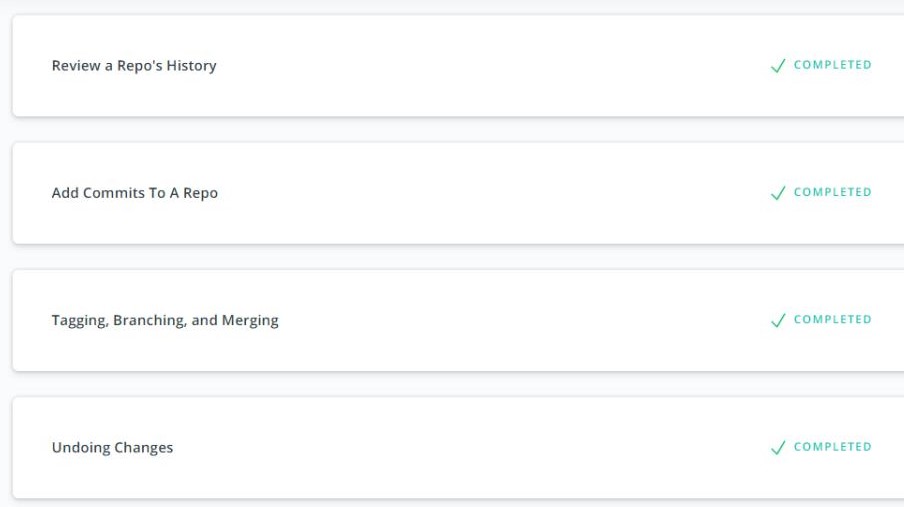 Review a Repo's History
COMPLETED
Add Commits To A Repo
COMPLETED
Tagging, Branching, and Merging
COMPLETED
Undoing Changes
COMPLETED